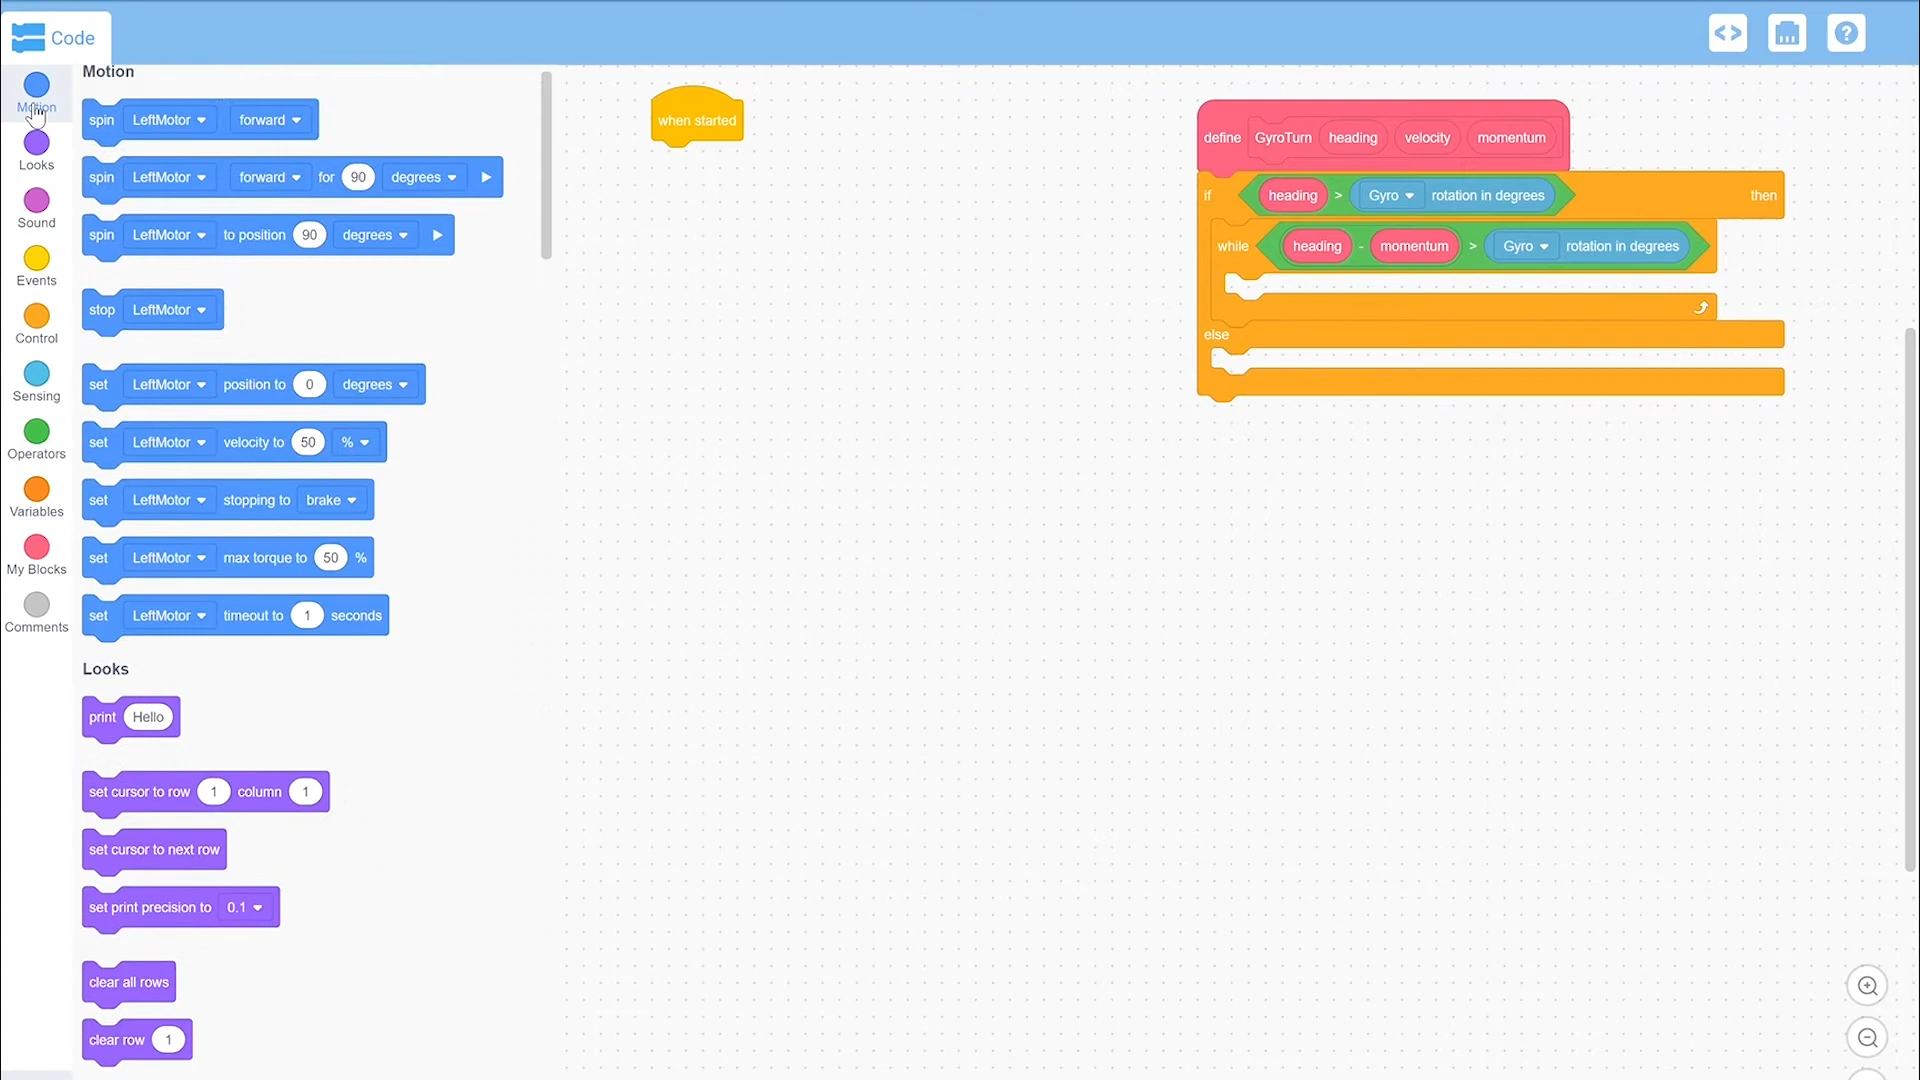 Code
Motion
Looks
Sound
Events
Control
Sensing
Operators
Variables
My Blocks
Comments
Motion
spin LeftMotor forward
spin LeftMotor forward for 90 degrees
spin LeftMotor to position 90 degrees
stop LeftMotor
set LeftMotor position to 0 degrees
set LeftMotor velocity to 50 %
set LeftMotor stopping to brake
set LeftMotor max torque to 50 %
set LeftMotor timeout to 1 seconds
Looks
print Hello
set cursor to row 1 column 1
set cursor to next row
set print precision to 0.1
clear all rows
clear row 1
when started
define GyroTurn heading velocity momentum
if heading > Gyro rotation in degrees then
while heading - momentum > Gyro rotation in degrees
else